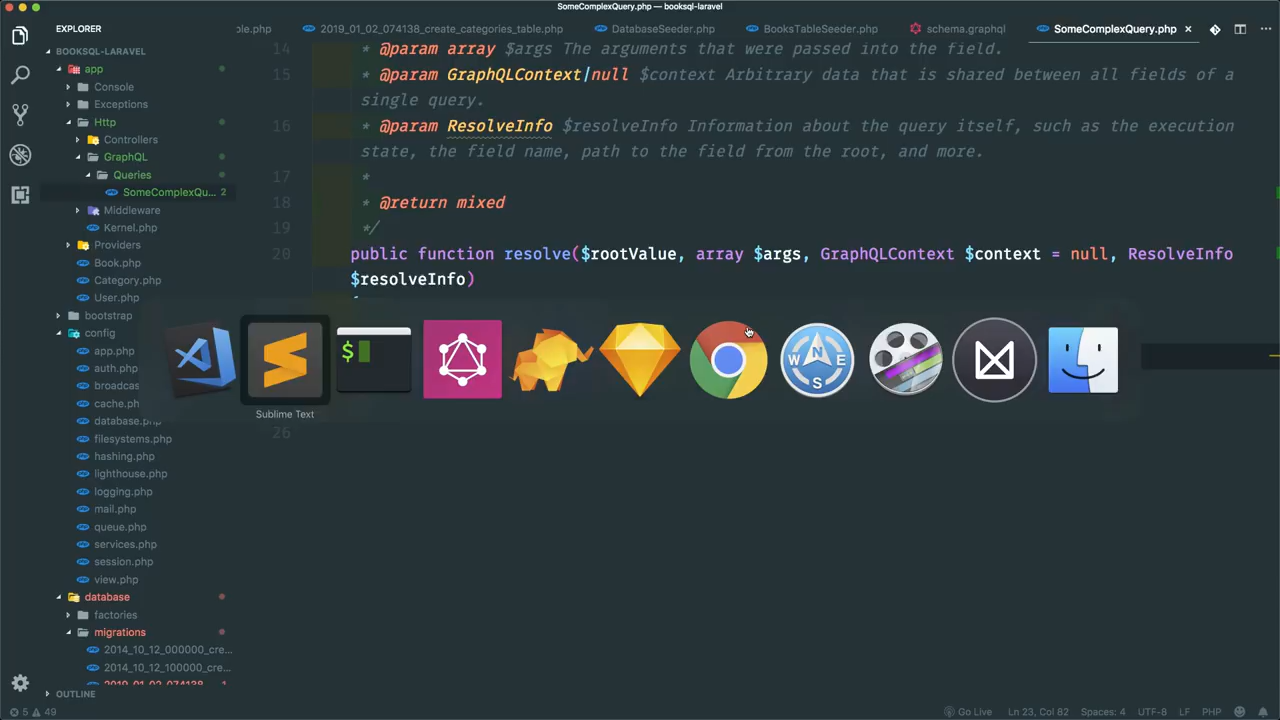 SomeComplexQuery.php — booksql-laravel
EXPLORER
le.php
2019_01_02_074138_create_categories_table.php
DatabaseSeeder.php
BooksTableSeeder.php
schema.graphql
SomeComplexQuery.php ×
BOOKSQL-LARAVEL
app
Console
Exceptions
Http
Controllers
GraphQL
Queries
SomeComplexQu... 2
Middleware
Kernel.php
Providers
Book.php
Category.php
User.php
bootstrap
config
app.php
auth.php
broadcas
cache.ph
database.php
filesystems.php
hashing.php
lighthouse.php
logging.php
mail.php
queue.php
services.php
session.php
view.php
database
factories
migrations
2014_10_12_000000_cre...
2014_10_12_100000_cre...
2019_01_02_074138 1
OUTLINE
14 * @param array $args The arguments that were passed into the field.
15 * @param GraphQLContext|null $context Arbitrary data that is shared between all fields of a
single query.
16 * @param ResolveInfo $resolveInfo Information about the query itself, such as the execution
state, the field name, path to the field from the root, and more.
17 *
18 * @return mixed
19 */
20 public function resolve($rootValue, array $args, GraphQLContext $context = null, ResolveInfo
$resolveInfo)
$
W N E S
Sublime Text
26
5 49
Go Live
Ln 23, Col 82
Spaces: 4
UTF-8
LF
PHP